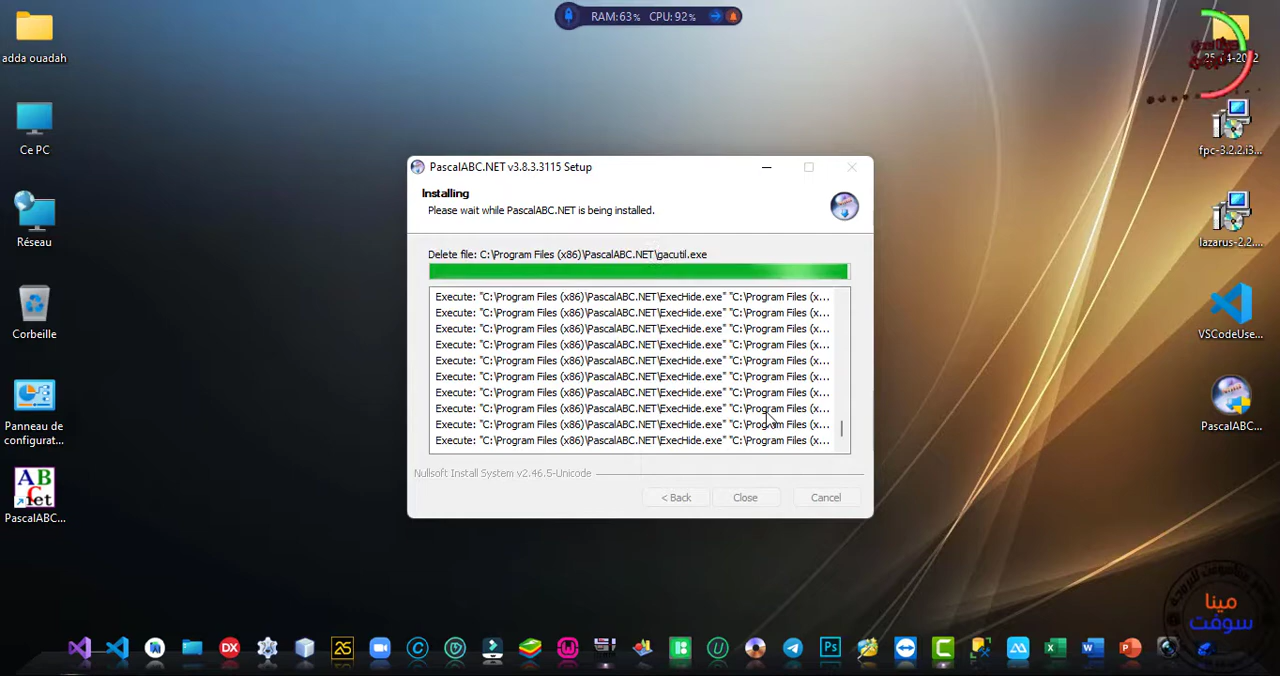 RAM:63% CPU:92%
adda ouadah
Ce PC
Réseau
Corbeille
Panneau de
configurat...
PascalABC...
PascalABC.NET v3.8.3.3115 Setup
Installing
Please wait while PascalABC.NET is being installed.
Delete file: C:\Program Files (x86)\PascalABC.NET\gacutil.exe
Execute: "C:\Program Files (x86)\PascalABC.NET\ExecHide.exe" "C:\Program Files (x...
Execute: "C:\Program Files (x86)\PascalABC.NET\ExecHide.exe" "C:\Program Files (x...
Execute: "C:\Program Files (x86)\PascalABC.NET\ExecHide.exe" "C:\Program Files (x...
Execute: "C:\Program Files (x86)\PascalABC.NET\ExecHide.exe" "C:\Program Files (x...
Execute: "C:\Program Files (x86)\PascalABC.NET\ExecHide.exe" "C:\Program Files (x...
Execute: "C:\Program Files (x86)\PascalABC.NET\ExecHide.exe" "C:\Program Files (x...
Execute: "C:\Program Files (x86)\PascalABC.NET\ExecHide.exe" "C:\Program Files (x...
Execute: "C:\Program Files (x86)\PascalABC.NET\ExecHide.exe" "C:\Program Files (x...
Execute: "C:\Program Files (x86)\PascalABC.NET\ExecHide.exe" "C:\Program Files (x...
Execute: "C:\Program Files (x86)\PascalABC.NET\ExecHide.exe" "C:\Program Files (x...
Nullsoft Install System v2.46.5-Unicode
< Back Close Cancel
fpc-3.2.2.i3...
lazarus-2.2....
VSCodeUse...
PascalABC...
مينا
سوفت